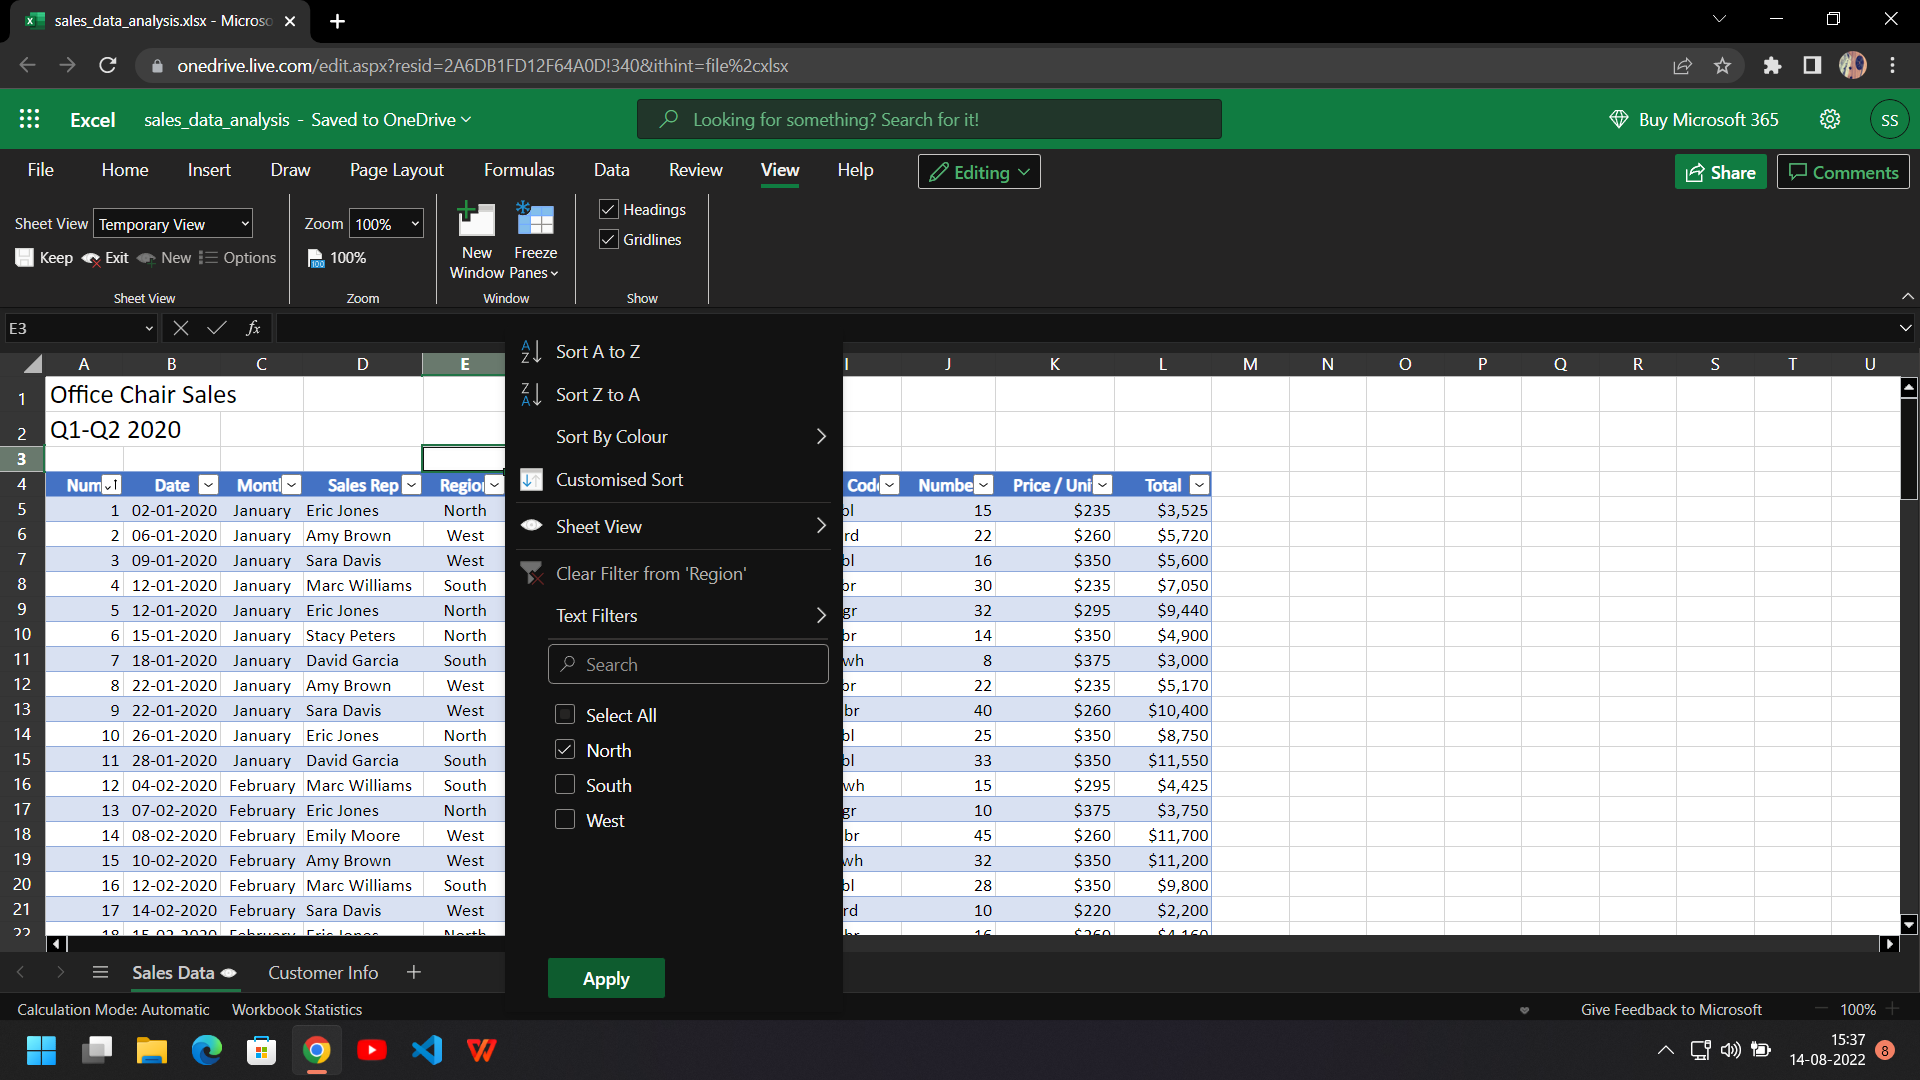 sales_data_analysis.xlsx - Microso
onedrive.live.com/edit.aspx?resid=2A6DB1FD12F64A0D!340&ithint=file%2cxlsx
Excel sales_data_analysis - Saved to OneDrive Looking for something? Search for it! Buy Microsoft 365 SS
File Home Insert Draw Page Layout Formulas Data Review View Help Editing Share Comments
Sheet View Temporary View Zoom 100% Headings
Gridlines
Keep Exit New Options 100% New Window Freeze Panes
Sheet View Zoom Window Show
E3 fx
A B C D E I J K L M N O P Q R S T U
1 Office Chair Sales
2 Q1-Q2 2020
3
4 Num Date Mont Sales Rep Regio Cod Numbe Price / Uni Total
5 1 02-01-2020 January Eric Jones North bl 15 $235 $3,525
6 2 06-01-2020 January Amy Brown West rd 22 $260 $5,720
7 3 09-01-2020 January Sara Davis West bl 16 $350 $5,600
8 4 12-01-2020 January Marc Williams South br 30 $235 $7,050
9 5 12-01-2020 January Eric Jones North gr 32 $295 $9,440
10 6 15-01-2020 January Stacy Peters North br 14 $350 $4,900
11 7 18-01-2020 January David Garcia South wh 8 $375 $3,000
12 8 22-01-2020 January Amy Brown West br 22 $235 $5,170
13 9 22-01-2020 January Sara Davis West br 40 $260 $10,400
14 10 26-01-2020 January Eric Jones North bl 25 $350 $8,750
15 11 28-01-2020 January David Garcia South bl 33 $350 $11,550
16 12 04-02-2020 February Marc Williams South wh 15 $295 $4,425
17 13 07-02-2020 February Eric Jones North gr 10 $375 $3,750
18 14 08-02-2020 February Emily Moore West br 45 $260 $11,700
19 15 10-02-2020 February Amy Brown West wh 32 $350 $11,200
20 16 12-02-2020 February Marc Williams South bl 28 $350 $9,800
21 17 14-02-2020 February Sara Davis West rd 10 $220 $2,200
22 18 15-02-2020 February Eric Jones North br 16 $260 $4,160
Sort A to Z
Sort Z to A
Sort By Colour
Customised Sort
Sheet View
Clear Filter from 'Region'
Text Filters
Search
Select All
North
South
West
Apply
Sales Data Customer Info
Calculation Mode: Automatic Workbook Statistics Give Feedback to Microsoft 100%
15:37
14-08-2022 8